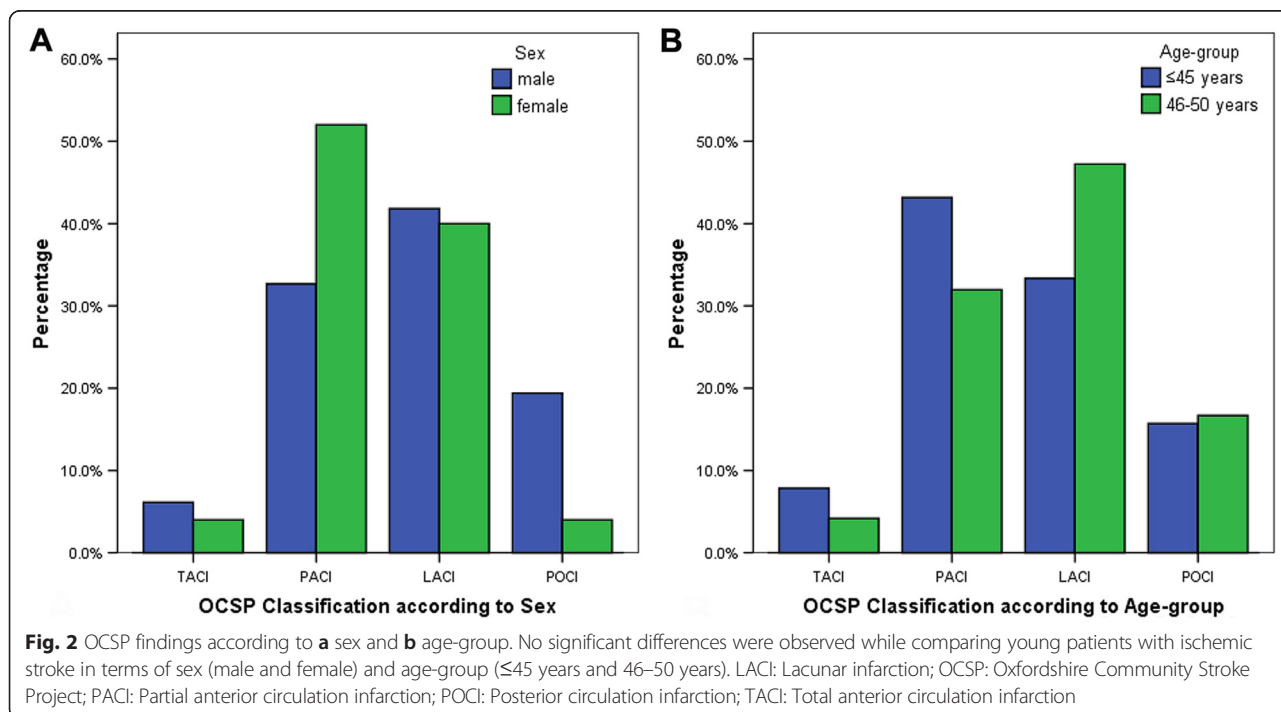 A
Sex
male
female
60.0%
50.0%
40.0%
30.0%
20.0%
10.0%
0.0%
Percentage
TACI PACI LACI POCI
OCSP Classification according to Sex
B
Age-group
≤45 years
46-50 years
60.0%
50.0%
40.0%
30.0%
20.0%
10.0%
0.0%
Percentage
TACI PACI LACI POCI
OCSP Classification according to Age-group
Fig. 2 OCSP findings according to a sex and b age-group. No significant differences were observed while comparing young patients with ischemic
stroke in terms of sex (male and female) and age-group (≤45 years and 46–50 years). LACI: Lacunar infarction; OCSP: Oxfordshire Community Stroke
Project; PACI: Partial anterior circulation infarction; POCI: Posterior circulation infarction; TACI: Total anterior circulation infarction